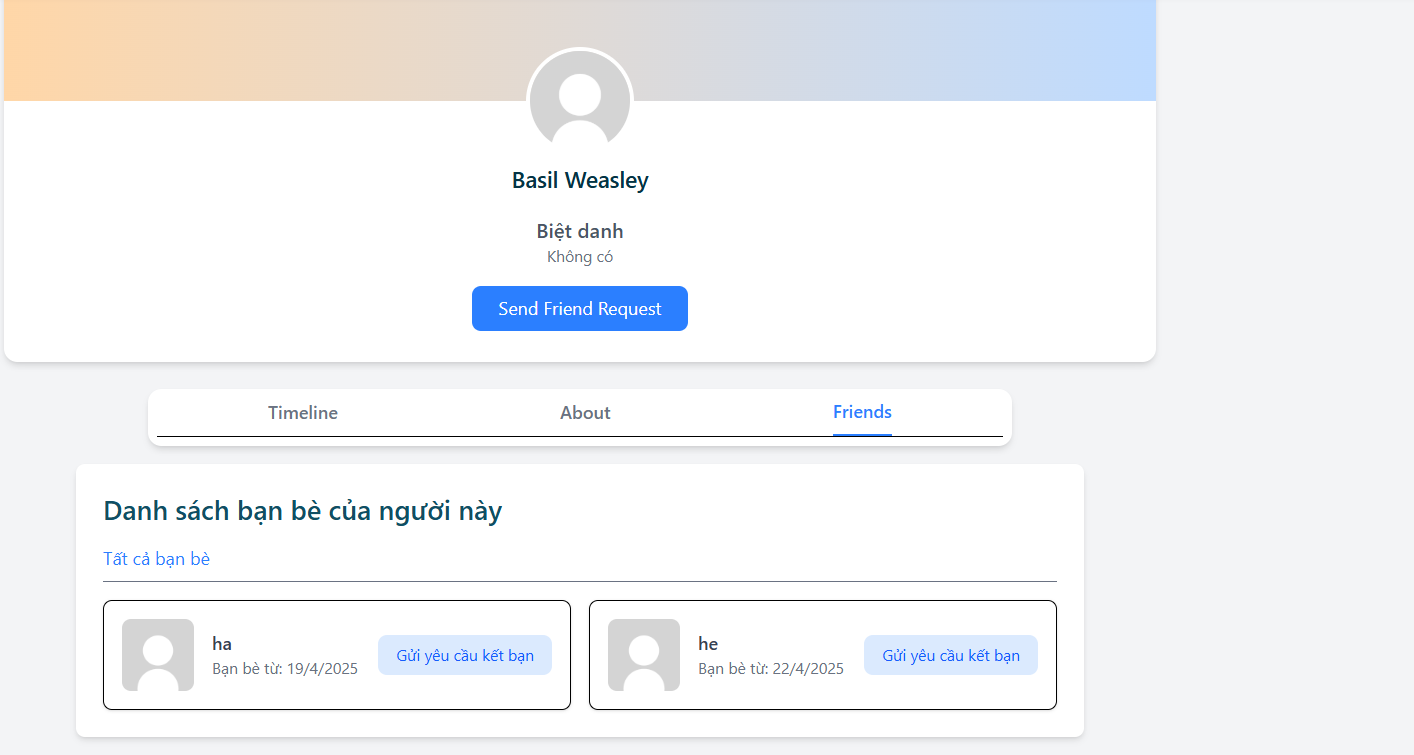 Basil Weasley
Biệt danh
Không có
Send Friend Request
Timeline About Friends
Danh sách bạn bè của người này
Tất cả bạn bè
ha
Bạn bè từ: 19/4/2025
Gửi yêu cầu kết bạn
he
Bạn bè từ: 22/4/2025
Gửi yêu cầu kết bạn